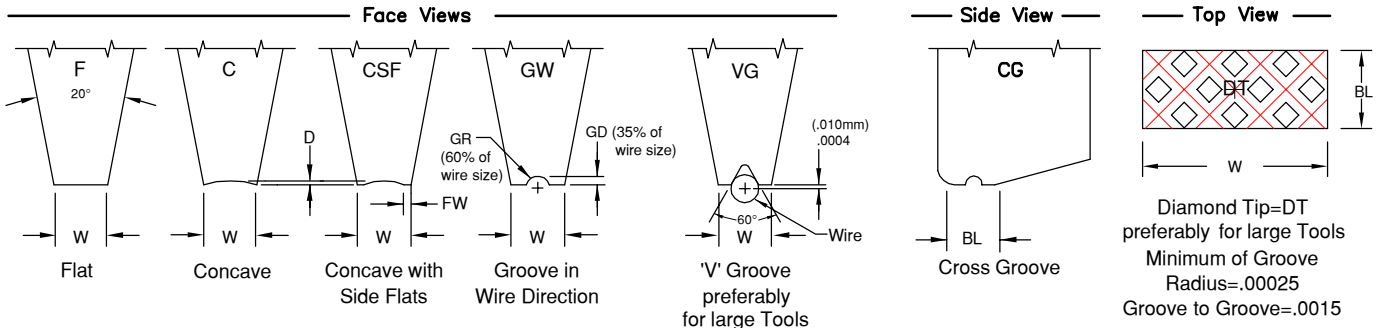 Face Views
Side View
Top View
F
20°
C
CSF
GW
VG
CG
DT
BL
D
GR
(60% of
wire size)
GD (35% of
wire size)
(.010mm)
.0004
FW
60°
Wire
W
W
W
W
W
BL
W
Flat
Concave
Concave with
Side Flats
Groove in
Wire Direction
'V' Groove
preferably
for large Tools
Cross Groove
Diamond Tip=DT
preferably for large Tools
Minimum of Groove
Radius=.00025
Groove to Groove=.0015